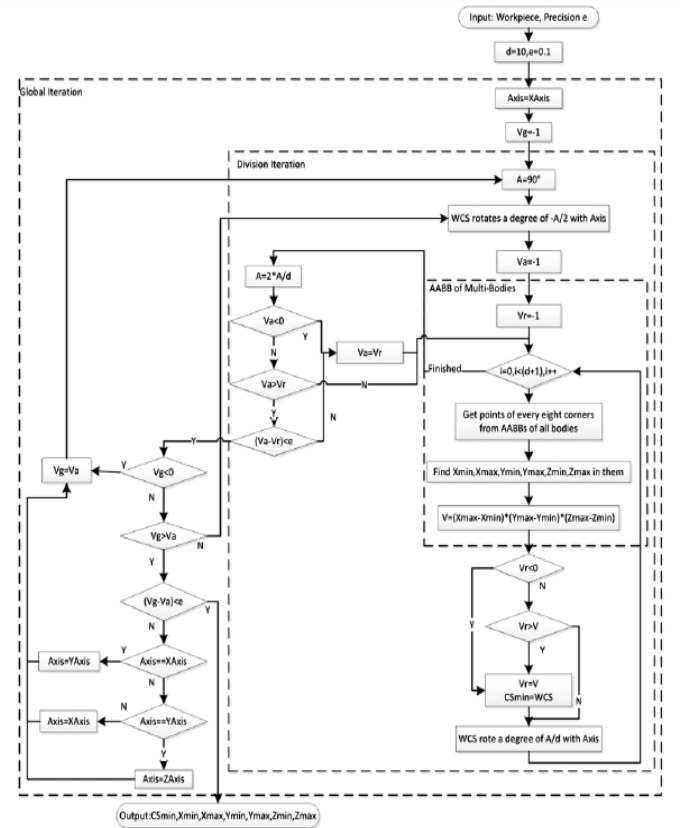 Input: Workpiece, Precision e
d=10,e=0.1
Global Iteration
Axis=XAxis
Vg=-1
Division Iteration
A=90°
WCS rotates a degree of -A/2 with Axis
Va=-1
A=2*A/d
AABB of Multi-Bodies
Vr=-1
Va<0
Y
N
Va=Vr
Finished
i=0,i<(d+1),i++
Va>Vr
N
Y
Get points of every eight corners
from AABBs of all bodies
N
(Va-Vr)<e
Y
Vg=Va
Y
Vg<0
N
Find Xmin,Xmax,Ymin,Ymax,Zmin,Zmax in them
V=(Xmax-Xmin)*(Ymax-Ymin)*(Zmax-Zmin)
Vg>Va
N
Y
Vr<0
N
Y
(Vg-Va)<e
Y
N
Vr>V
Y
N
Axis=YAxis
Y
Axis==XAxis
N
Vr=V
CSmin=WCS
Axis=XAxis
N
Axis==YAxis
Y
WCS rote a degree of A/d with Axis
Axis=ZAxis
Output:CSmin,Xmin,Xmax,Ymin,Ymax,Zmin,Zmax